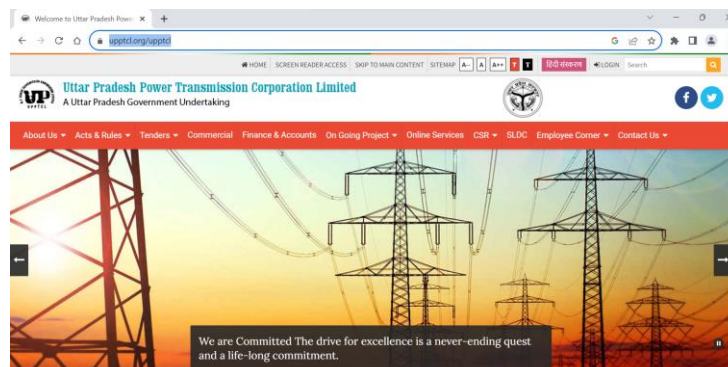 Welcome to Uttar Pradesh Power
upptcl.org/upptcl
HOME SCREEN READER ACCESS SKIP TO MAIN CONTENT SITEMAP A-- A A++ T T हिंदी संस्करण LOGIN Search
UPPTCL
Uttar Pradesh Power Transmission Corporation Limited
A Uttar Pradesh Government Undertaking
About Us Acts & Rules Tenders Commercial Finance & Accounts On Going Project Online Services CSR SLDC Employee Corner Contact Us
We are Committed The drive for excellence is a never-ending quest
and a life-long commitment.